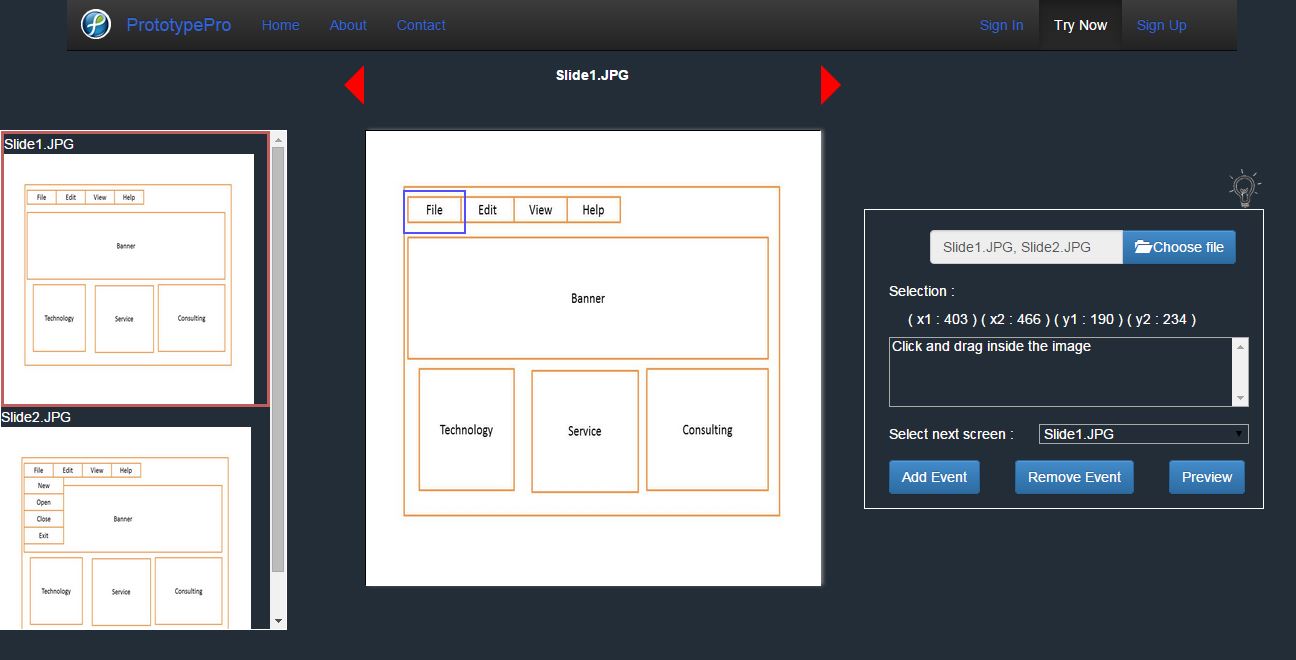 PrototypePro Home About Contact Sign In Try Now Sign Up
Slide1.JPG
Slide1.JPG
File Edit View Help
Banner
Technology Service Consulting
Slide2.JPG
File Edit View Help
New
Open
Close
Exit
Banner
Technology Service Consulting
File Edit View Help
Banner
Technology Service Consulting
Slide1.JPG, Slide2.JPG Choose file
Selection :
( x1 : 403 ) ( x2 : 466 ) ( y1 : 190 ) ( y2 : 234 )
Click and drag inside the image
Select next screen : Slide1.JPG
Add Event Remove Event Preview